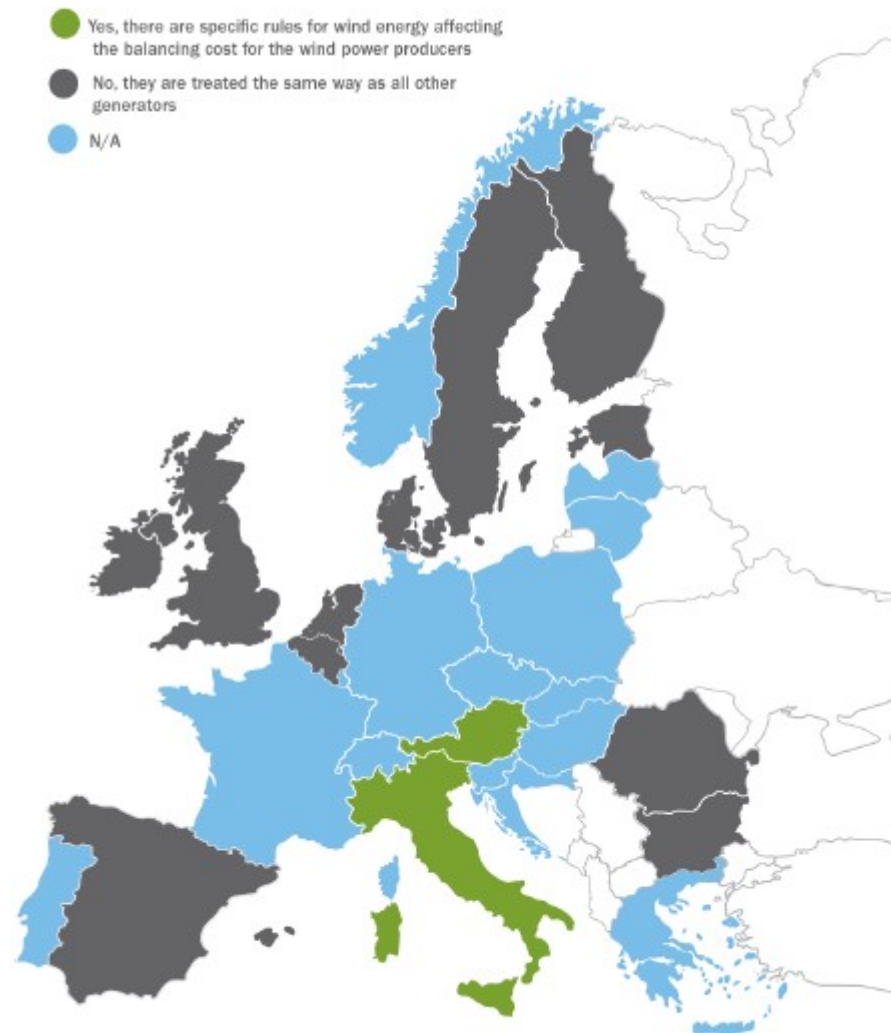 Yes, there are specific rules for wind energy affecting
the balancing cost for the wind power producers
No, they are treated the same way as all other
generators
N/A